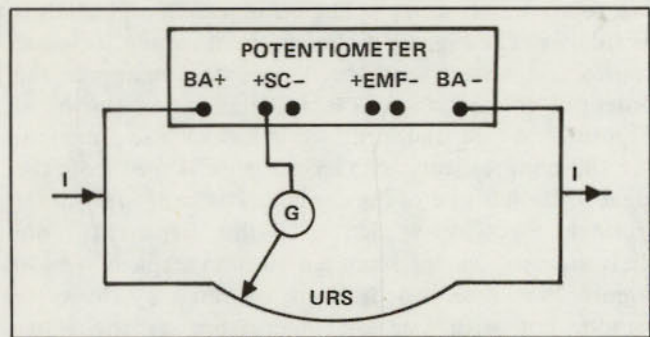 POTENTIOMETER
BA+ +SC− +EMF− BA−
I I
G
URS